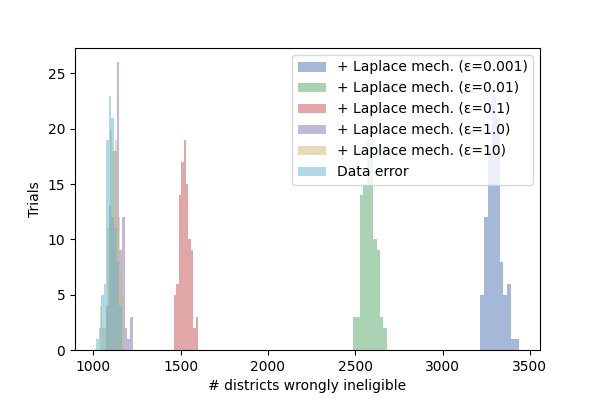 + Laplace mech. (ε=0.001)
+ Laplace mech. (ε=0.01)
+ Laplace mech. (ε=0.1)
+ Laplace mech. (ε=1.0)
+ Laplace mech. (ε=10)
Data error
Trials
25
20
15
10
5
0
1000 1500 2000 2500 3000 3500
# districts wrongly ineligible